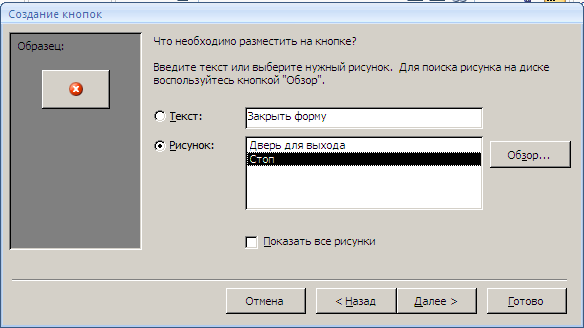 Создание кнопок
Образец:
Что необходимо разместить на кнопке?
Введите текст или выберите нужный рисунок. Для поиска рисунка на диске
воспользуйтесь кнопкой "Обзор".
Текст:
Закрыть форму
Рисунок:
Дверь для выхода
Стоп
Обзор...
Показать все рисунки
Отмена
< Назад
Далее >
Готово